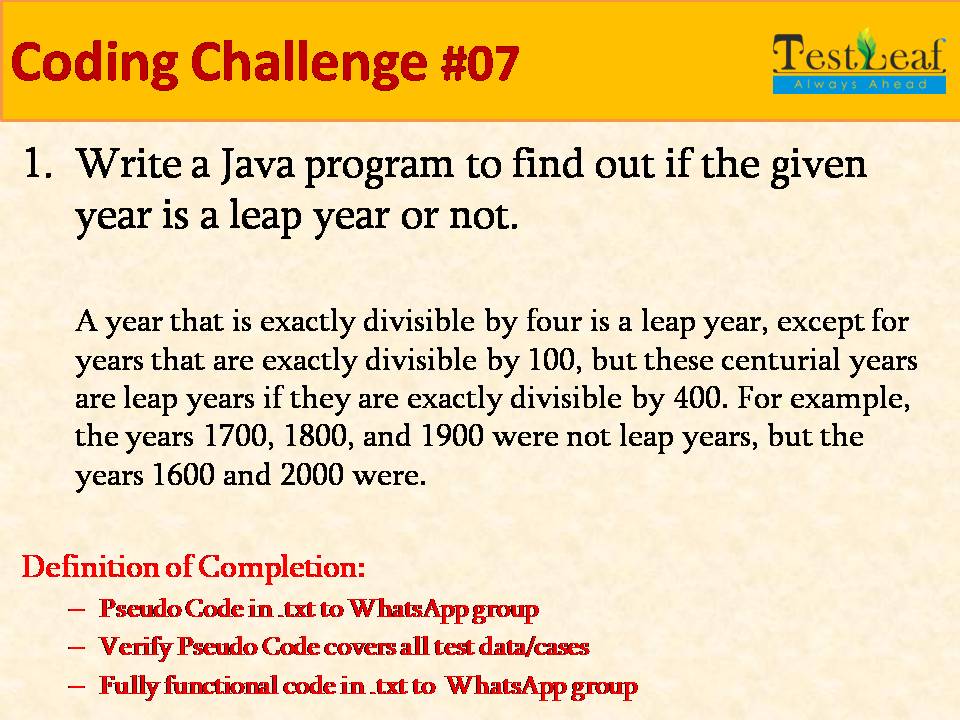 Coding Challenge #07
TestLeaf
Always Ahead
1. Write a Java program to find out if the given
year is a leap year or not.
A year that is exactly divisible by four is a leap year, except for
years that are exactly divisible by 100, but these centurial years
are leap years if they are exactly divisible by 400. For example,
the years 1700, 1800, and 1900 were not leap years, but the
years 1600 and 2000 were.
Definition of Completion:
– Pseudo Code in .txt to WhatsApp group
– Verify Pseudo Code covers all test data/cases
– Fully functional code in .txt to WhatsApp group